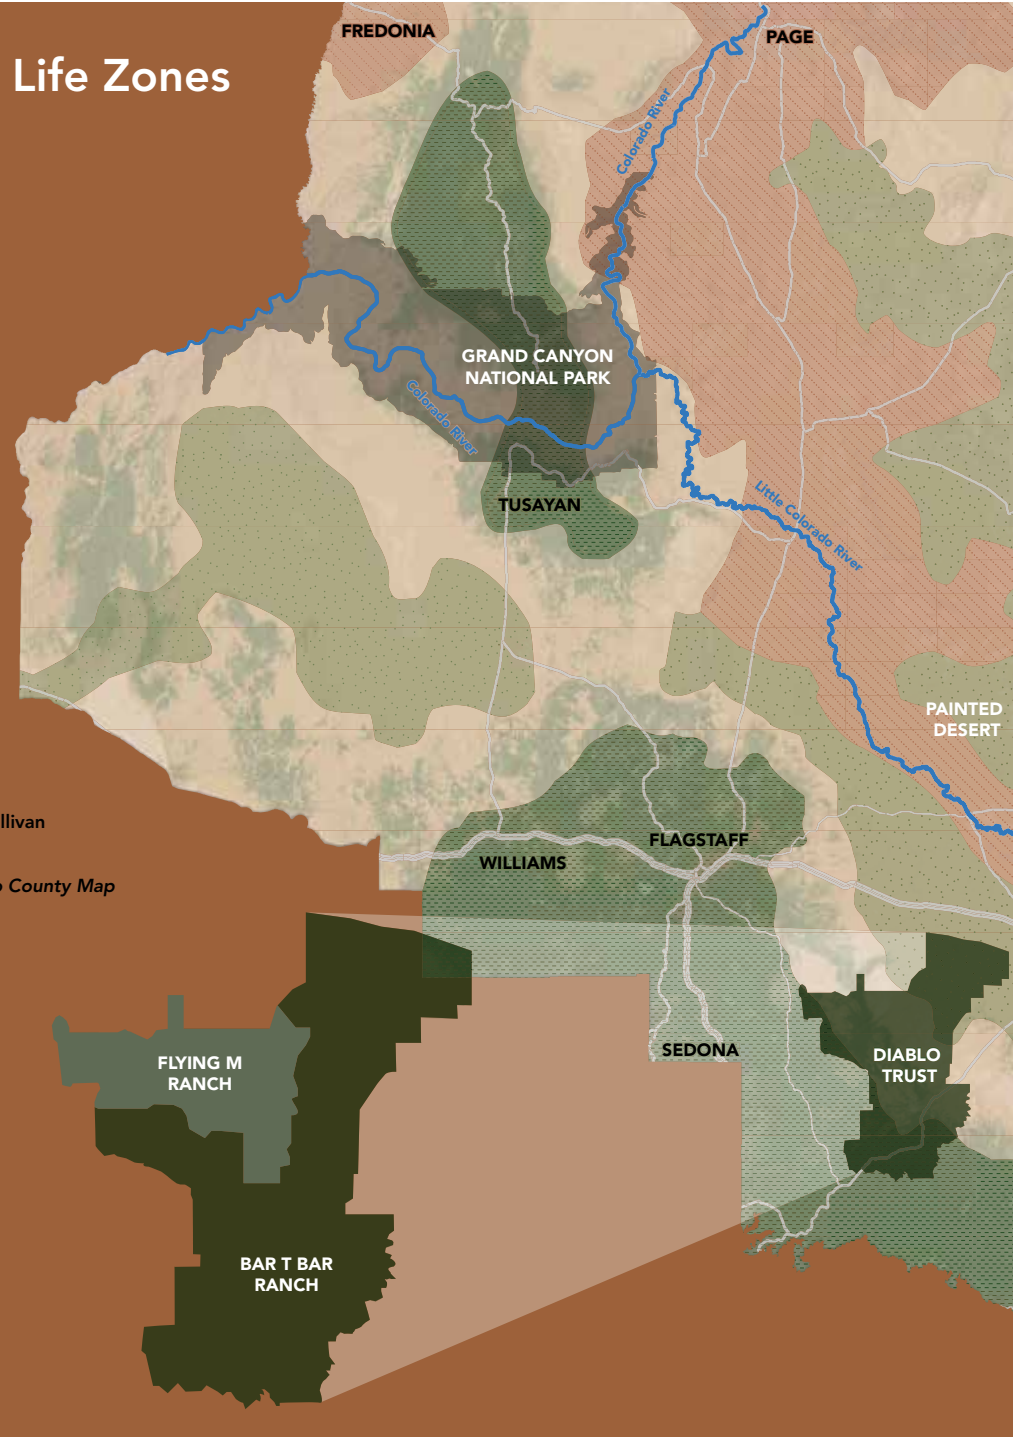 FREDONIA
PAGE
Life Zones
Colorado River
GRAND CANYON
NATIONAL PARK
Colorado River
Little Colorado River
TUSAYAN
PAINTED
DESERT
llivan
FLAGSTAFF
WILLIAMS
County Map
SEDONA
FLYING M
RANCH
DIABLO
TRUST
BAR T BAR
RANCH